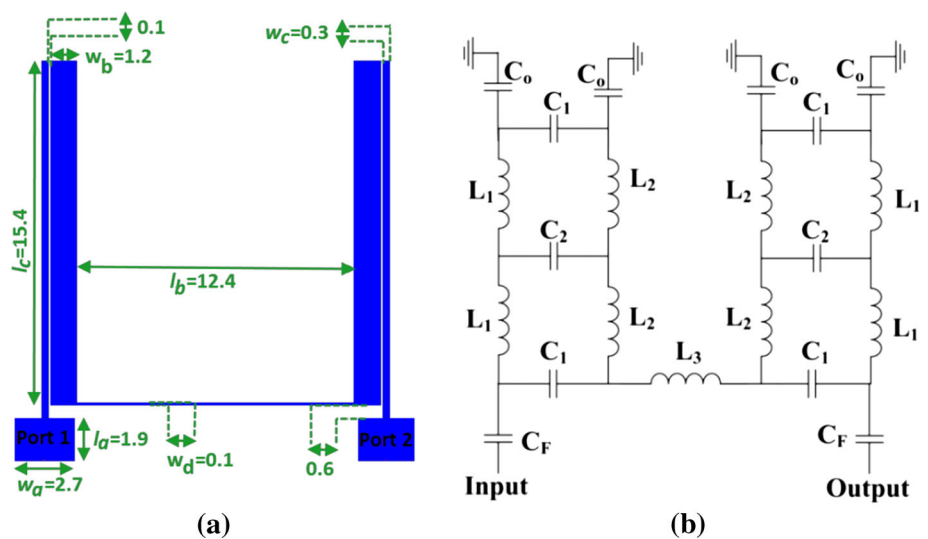 0.1
w_b=1.2
w_c=0.3
l_c=15.4
l_b=12.4
Port 1
l_a=1.9
w_d=0.1
0.6
Port 2
w_a=2.7
(a)
C_o
C_o
C_1
L_1
L_2
C_2
L_1
L_2
C_1
L_3
C_F
Input
C_o
C_o
C_1
L_2
L_1
C_2
L_2
L_1
C_1
C_F
Output
(b)